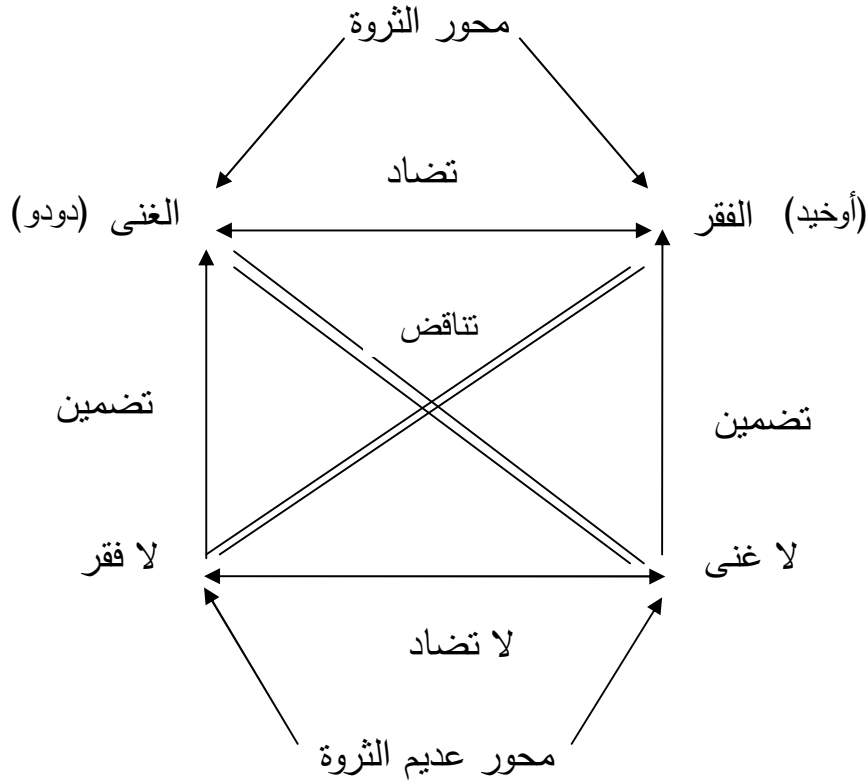 محور الثروة
تضاد
(أوخيد) الفقر
الغنى (دودو)
تناقض
تضمين
تضمين
لا غنى
لا فقر
لا تضاد
محور عديم الثروة